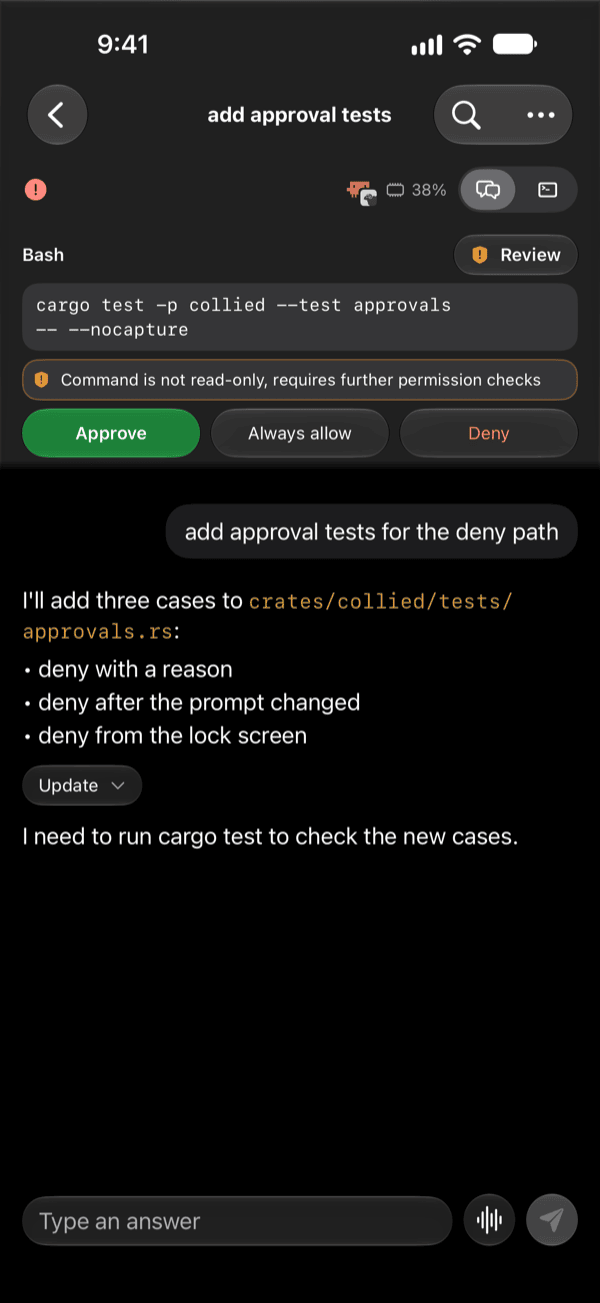 9:41
add approval tests
38%
Bash
Review
cargo test -p collied --test approvals
-- --nocapture
Command is not read-only, requires further permission checks
Approve
Always allow
Deny
add approval tests for the deny path
I'll add three cases to crates/collied/tests/
approvals.rs:
• deny with a reason
• deny after the prompt changed
• deny from the lock screen
Update
I need to run cargo test to check the new cases.
Type an answer